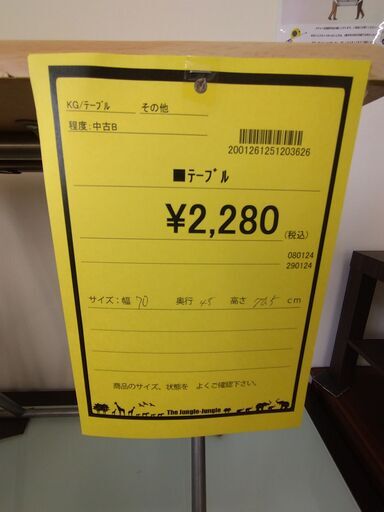 KG/テーブル その他
程度:中古B
2001261251203626
■テーブル
¥2,280(税込)
080124
290124
サイズ:幅 70 奥行 45 高さ cm
商品のサイズ、状態を よくご確認下さい。
The Jungle-Jungle